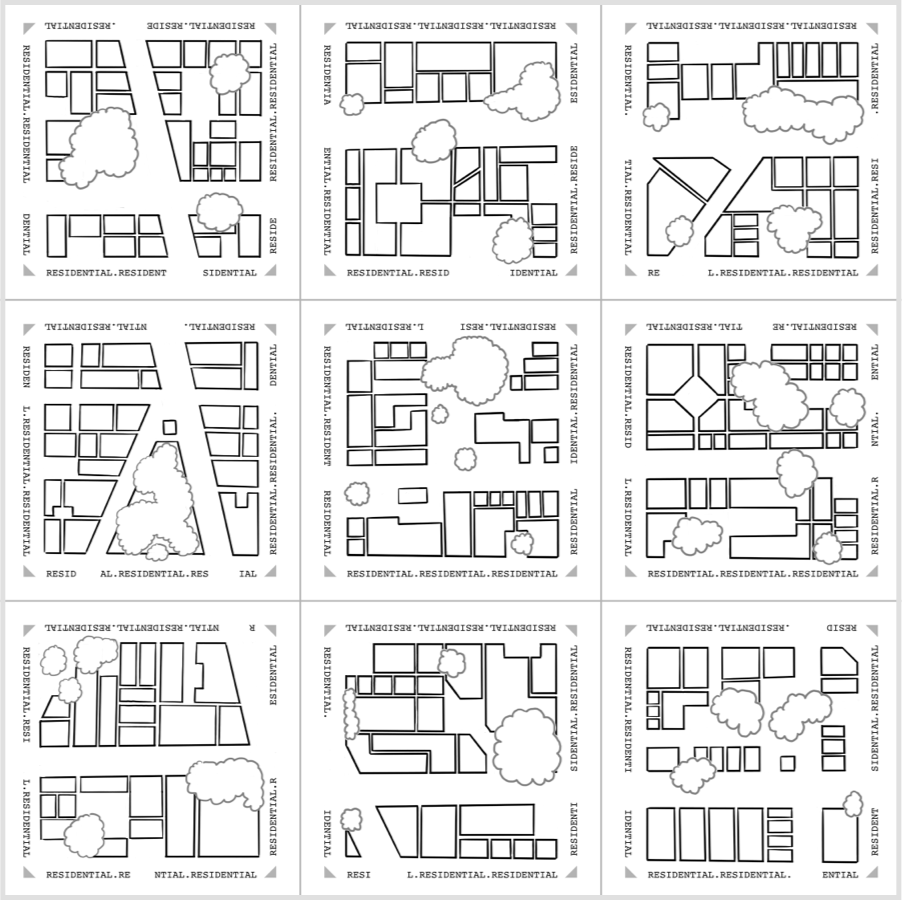 RESIDENTIAL.RESIDE .RESIDENTIAL
RESIDENTIAL.RESIDENTIAL DENTIAL
RESIDE RESIDENTIAL.RESIDENTIAL
RESIDENTIAL.RESIDENT SIDENTIAL
RESIDENTIAL.RESIDENTIAL.RESIDENTIAL
RESIDENTIA ENTIAL.RESIDENTIAL
RESIDENTIAL.RESIDE ESIDENTIAL
RESIDENTIAL.RESID IDENTIAL
RESIDENTIAL.RESIDENTIAL.RESIDENTIAL
RESIDENTIAL. TIAL.RESIDENTIAL
RESIDENTIAL.RESI .RESIDENTIAL
RE L.RESIDENTIAL.RESIDENTIAL
RESIDENTIAL. NTIAL.RESIDENTIAL
RESIDEN L.RESIDENTIAL.RESIDENTIAL
RESIDENTIAL.RESIDENTIAL. DENTIAL
RESID AL.RESIDENTIAL.RES IAL
RESIDENTIAL.RESI L.RESIDENTIAL
RESIDENTIAL.RESIDENT RESIDENTIAL
RESIDENTIAL IDENTIAL.RESIDENTIAL
RESIDENTIAL.RESIDENTIAL.RESIDENTIAL
RESIDENTIAL.RE TIAL.RESIDENTIAL
RESIDENTIAL.RESID L.RESIDENTIAL
RESIDENTIAL.R NTIAL. ENTIAL
RESIDENTIAL.RESIDENTIAL.RESIDENTIAL
R NTIAL.RESIDENTIAL.RESIDENTIAL
RESIDENTIAL.RESI L.RESIDENTIAL
RESIDENTIAL.R ESIDENTIAL
RESIDENTIAL.RE NTIAL.RESIDENTIAL
RESIDENTIAL.RESIDENTIAL.RESIDENTIAL
RESIDENTIAL. IDENTIAL
RESIDENTI SIDENTIAL.RESIDENTIAL
RESI L.RESIDENTIAL.RESIDENTIAL
RESID .RESIDENTIAL.RESIDENTIAL
RESIDENTIAL.RESIDENTI IDENTIAL
RESIDENT SIDENTIAL.RESIDENTIAL
RESIDENTIAL.RESIDENTIAL. ENTIAL